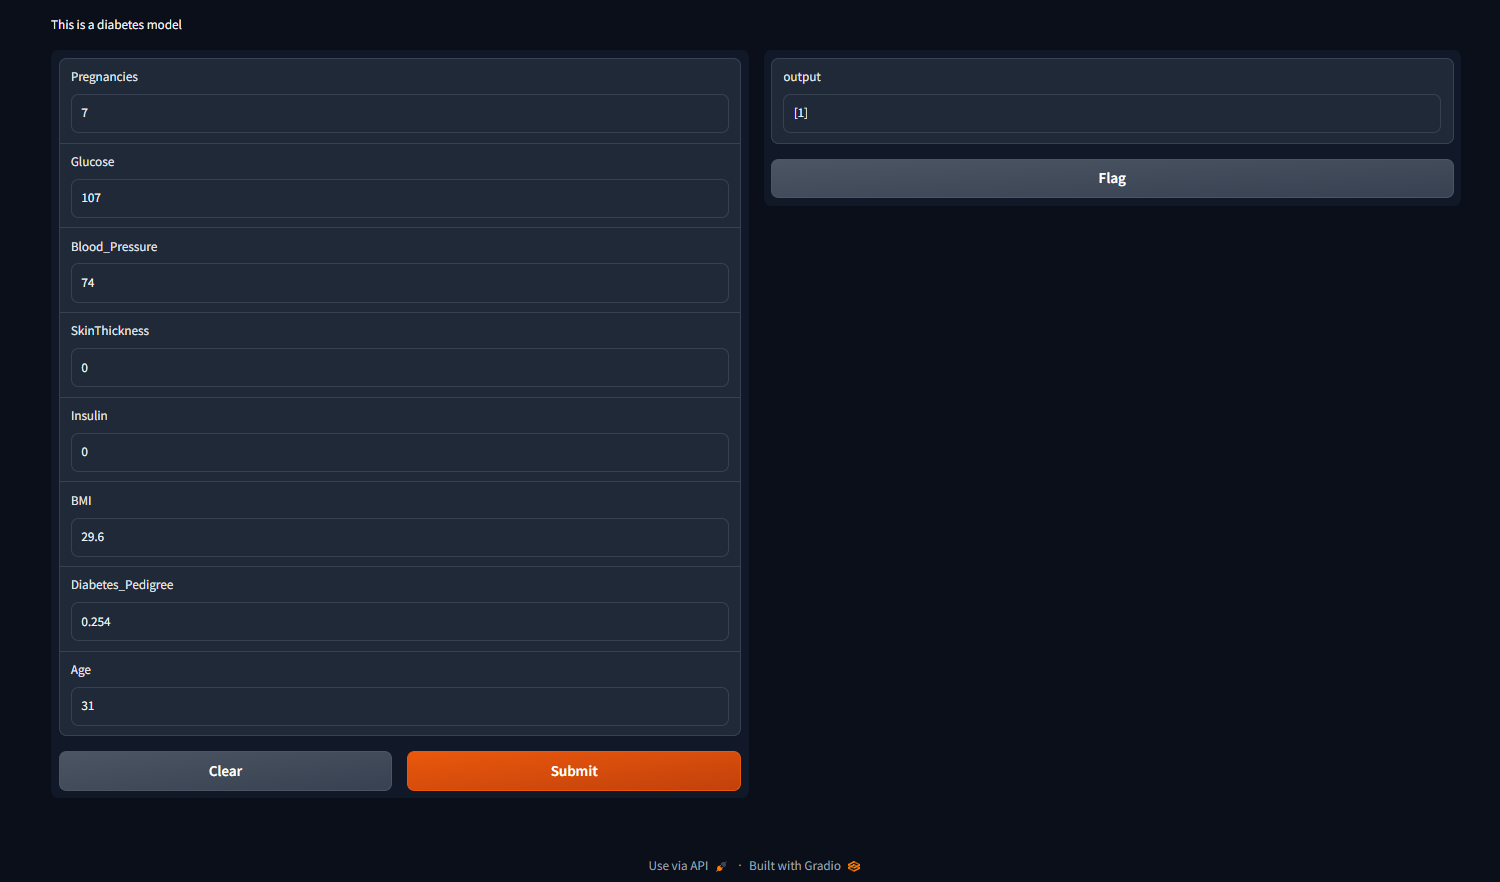 This is a diabetes model
Pregnancies
7
Glucose
107
Blood_Pressure
74
SkinThickness
0
Insulin
0
BMI
29.6
Diabetes_Pedigree
0.254
Age
31
Clear
Submit
output
[1]
Flag
Use via API · Built with Gradio